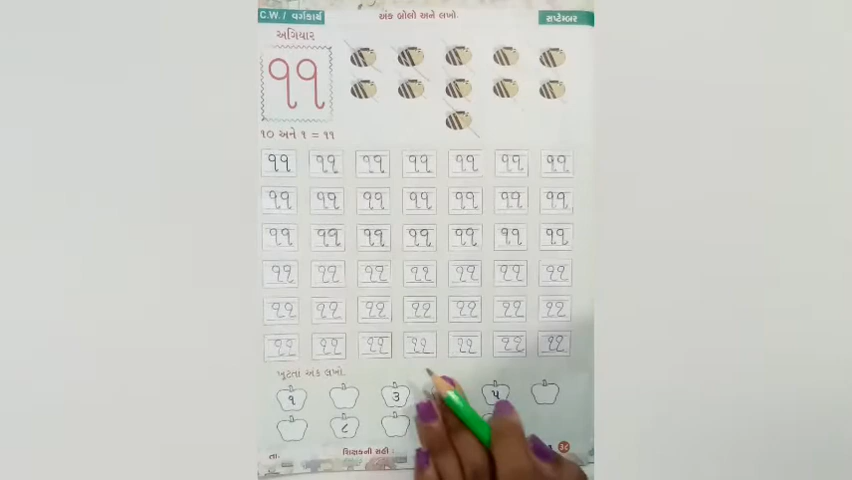 C.W./ વર્ગકાર્ય અંક બોલો અને લખો. સપ્ટેમ્બર
અગિયાર
૧૧
૧૦ અને ૧ = ૧૧
૧૧ ૧૧ ૧૧ ૧૧ ૧૧ ૧૧ ૧૧
૧૧ ૧૧ ૧૧ ૧૧ ૧૧ ૧૧ ૧૧
૧૧ ૧૧ ૧૧ ૧૧ ૧૧ ૧૧ ૧૧
૧૧ ૧૧ ૧૧ ૧૧ ૧૧ ૧૧ ૧૧
૧૧ ૧૧ ૧૧ ૧૧ ૧૧ ૧૧ ૧૧
૧૧ ૧૧ ૧૧ ૧૧ ૧૧ ૧૧ ૧૧
ખૂટતા અંક લખો.
૧ ૩ ૫
૮
તા. શિક્ષકની સહી :